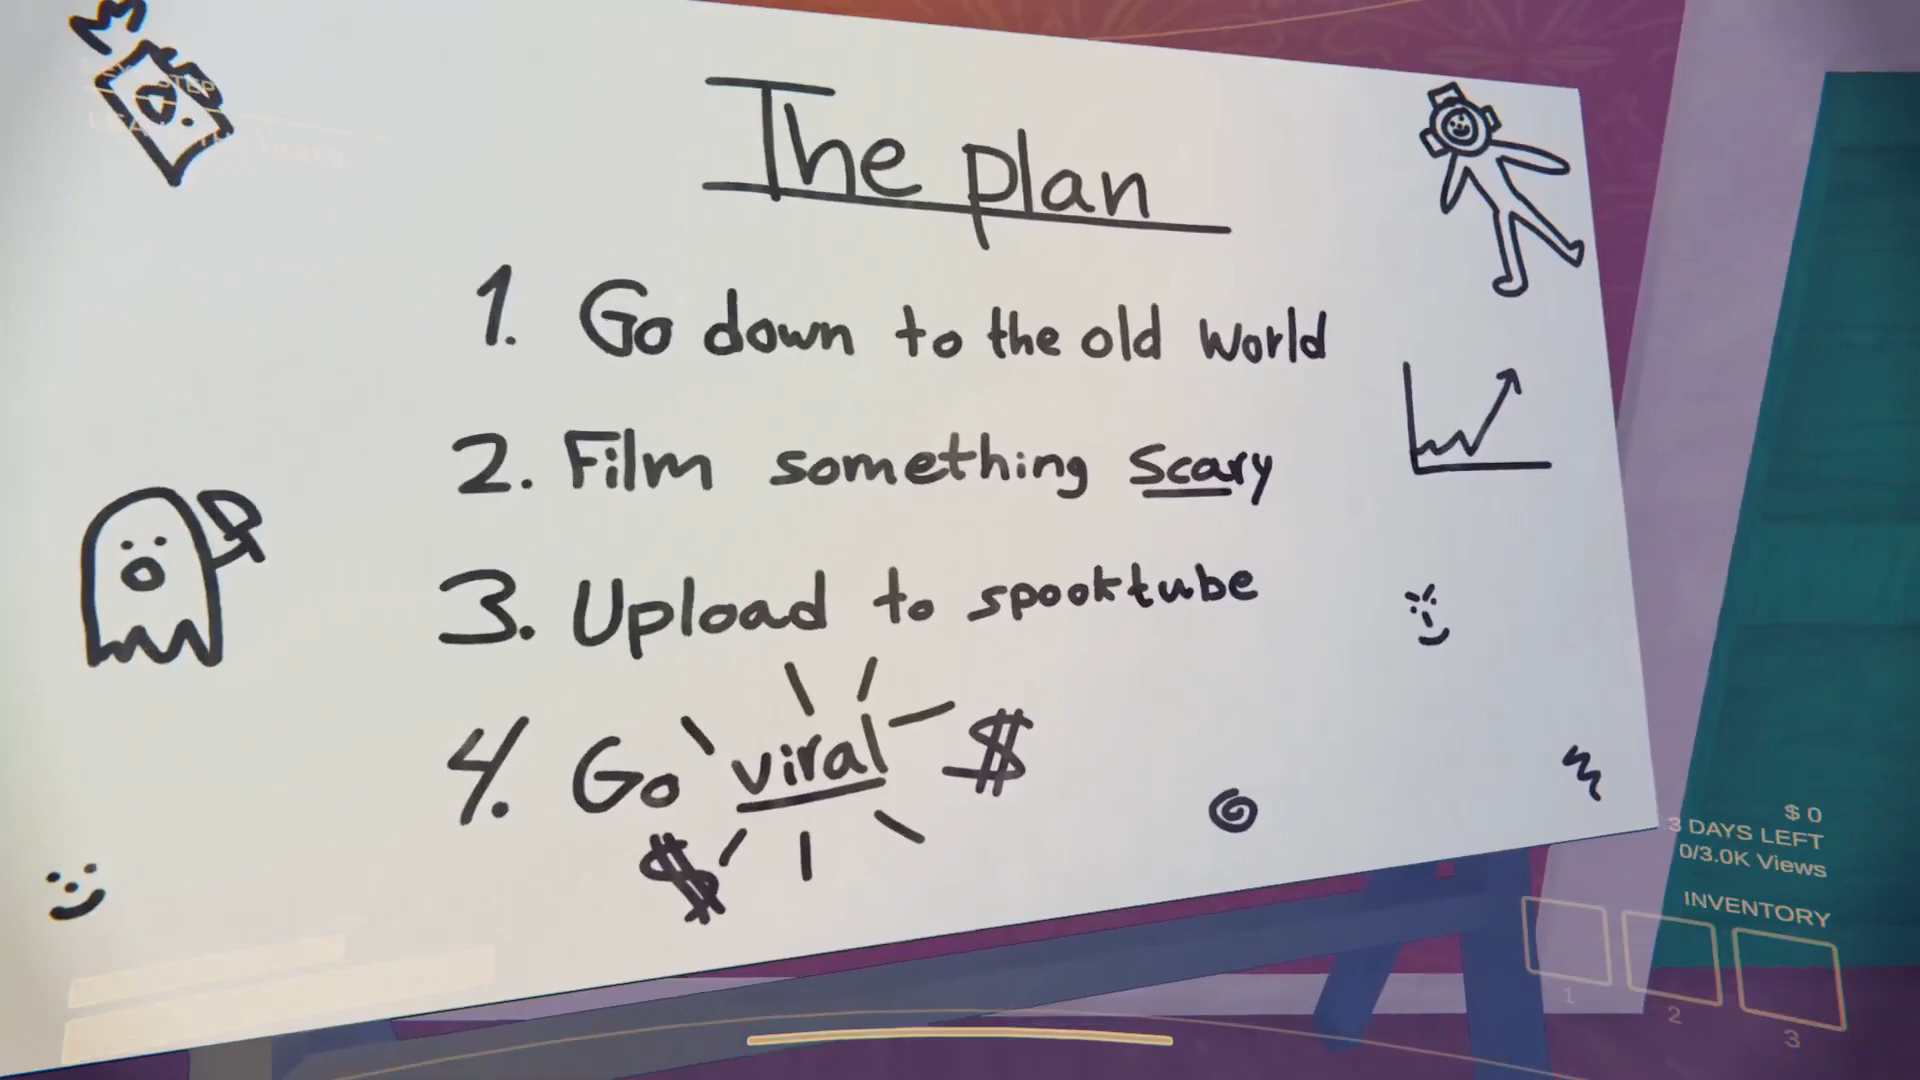 The plan
1. Go down to the old world
2. Film something scary
3. Upload to spooktube
4. Go viral $
$
$ 0
3 DAYS LEFT
0/3.0K Views
INVENTORY
1
2
3